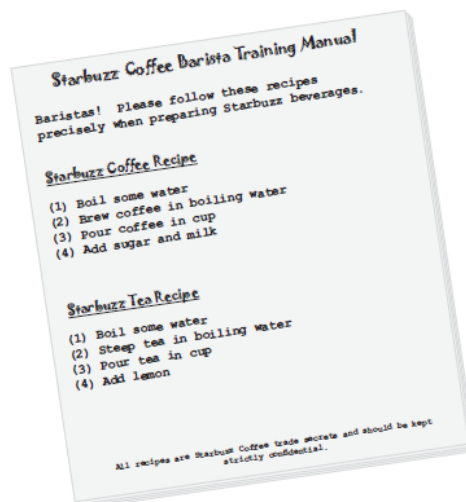 Starbuzz Coffee Barista Training Manual
Baristas! Please follow these recipes
precisely when preparing Starbuzz beverages.
Starbuzz Coffee Recipe
(1) Boil some water
(2) Brew coffee in boiling water
(3) Pour coffee in cup
(4) Add sugar and milk
Starbuzz Tea Recipe
(1) Boil some water
(2) Steep tea in boiling water
(3) Pour tea in cup
(4) Add lemon
All recipes are Starbuzz Coffee trade secrets and should be kept
strictly confidential.